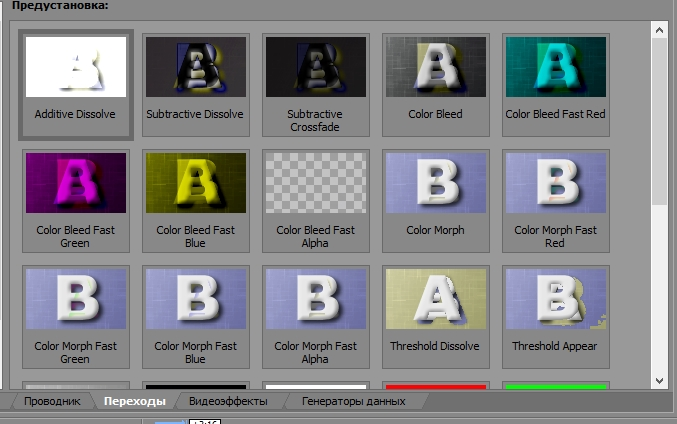 Предустановка:
Additive Dissolve
Subtractive Dissolve
Subtractive
Crossfade
Color Bleed
Color Bleed Fast Red
Color Bleed Fast
Green
Color Bleed Fast
Blue
Color Bleed Fast
Alpha
Color Morph
Color Morph Fast
Red
Color Morph Fast
Green
Color Morph Fast
Blue
Color Morph Fast
Alpha
Threshold Dissolve
Threshold Appear
Проводник
Переходы
Видеоэффекты
Генераторы данных